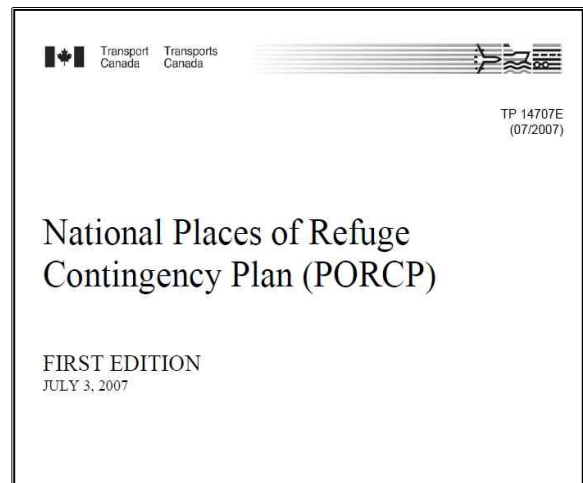 Transport Transports
Canada Canada
TP 14707E
(07/2007)
National Places of Refuge
Contingency Plan (PORCP)
FIRST EDITION
JULY 3, 2007